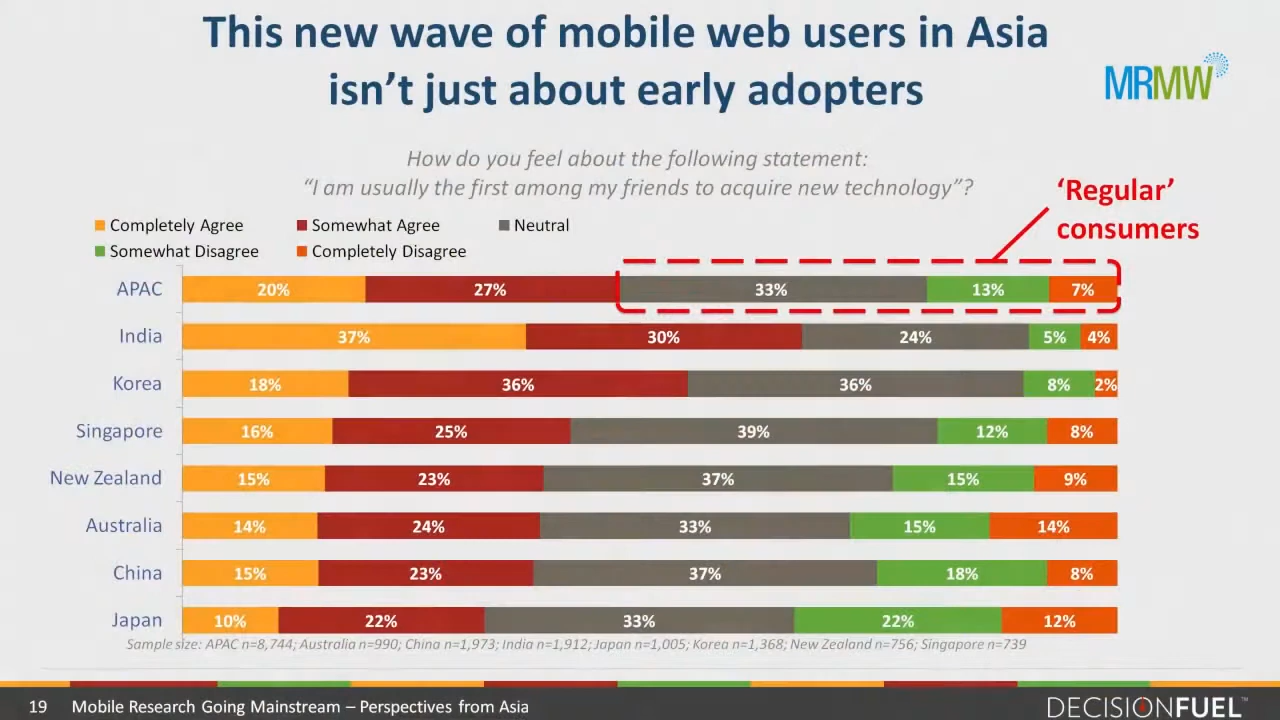 This new wave of mobile web users in Asia
isn’t just about early adopters
MRMW
How do you feel about the following statement:
“I am usually the first among my friends to acquire new technology”?
‘Regular’
consumers
Completely Agree Somewhat Agree Neutral
Somewhat Disagree Completely Disagree
APAC 20% 27% 33% 13% 7%
India 37% 30% 24% 5% 4%
Korea 18% 36% 36% 8% 2%
Singapore 16% 25% 39% 12% 8%
New Zealand 15% 23% 37% 15% 9%
Australia 14% 24% 33% 15% 14%
China 15% 23% 37% 18% 8%
Japan 10% 22% 33% 22% 12%
Sample size: APAC n=8,744; Australia n=990; China n=1,973; India n=1,912; Japan n=1,005; Korea n=1,368; New Zealand n=756; Singapore n=739
19 Mobile Research Going Mainstream – Perspectives from Asia
DECISIONFUEL™